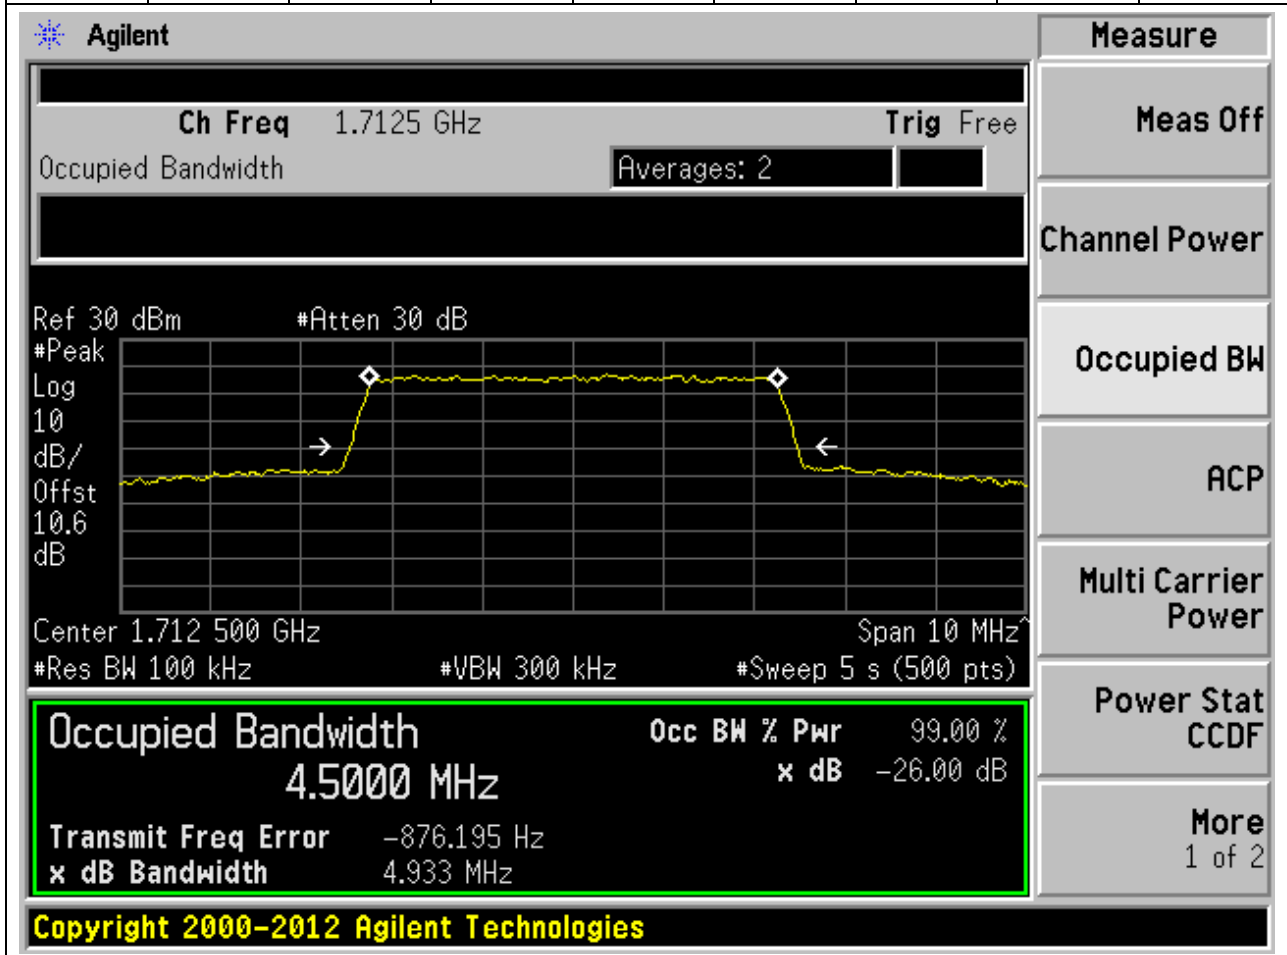 Agilent
Measure
Ch Freq 1.7125 GHz Trig Free
Occupied Bandwidth Averages: 2
Meas Off
Channel Power
Occupied BW
ACP
Multi Carrier
Power
Power Stat
CCDF
More
1 of 2
Ref 30 dBm #Atten 30 dB
#Peak
Log
10
dB/
Offst
10.6
dB
Center 1.712 500 GHz Span 10 MHz^
#Res BW 100 kHz #VBW 300 kHz #Sweep 5 s (500 pts)
Occupied Bandwidth Occ BW % Pwr 99.00 %
4.5000 MHz x dB -26.00 dB
Transmit Freq Error -876.195 Hz
x dB Bandwidth 4.933 MHz
Copyright 2000-2012 Agilent Technologies